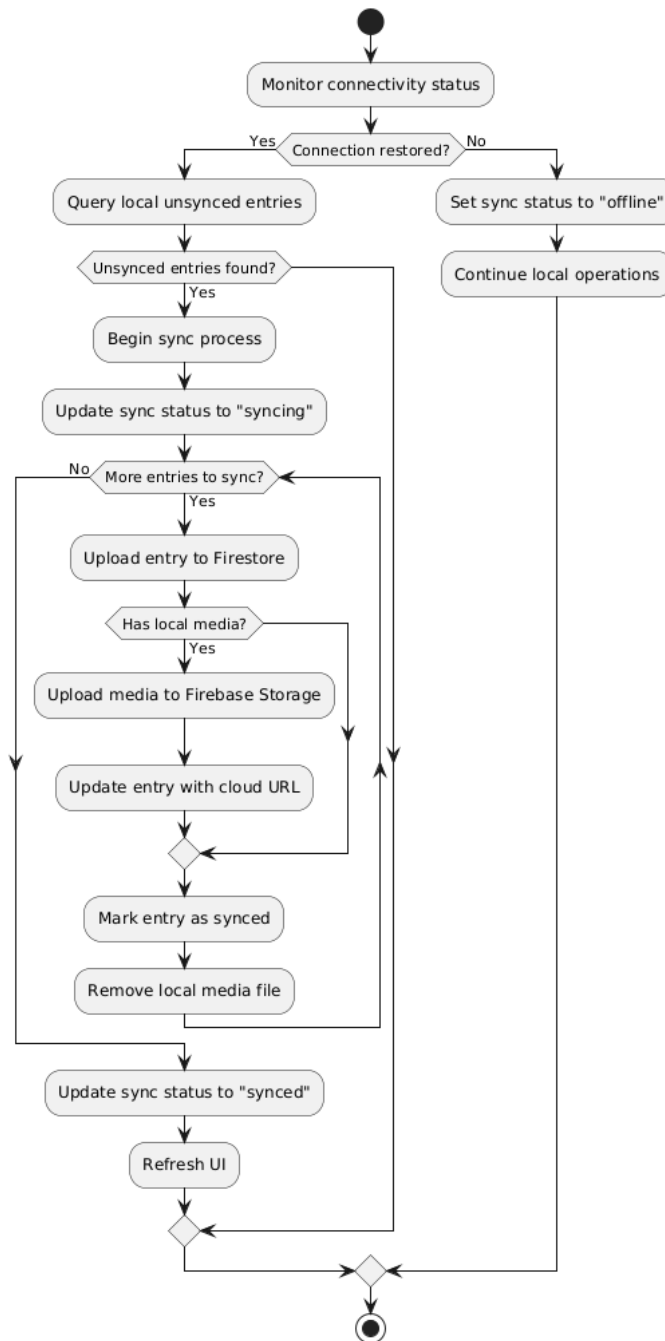 Monitor connectivity status
Yes
Connection restored?
No
Query local unsynced entries
Set sync status to "offline"
Unsynced entries found?
Continue local operations
Yes
Begin sync process
Update sync status to "syncing"
No
More entries to sync?
Yes
Upload entry to Firestore
Has local media?
Yes
Upload media to Firebase Storage
Update entry with cloud URL
Mark entry as synced
Remove local media file
Update sync status to "synced"
Refresh UI